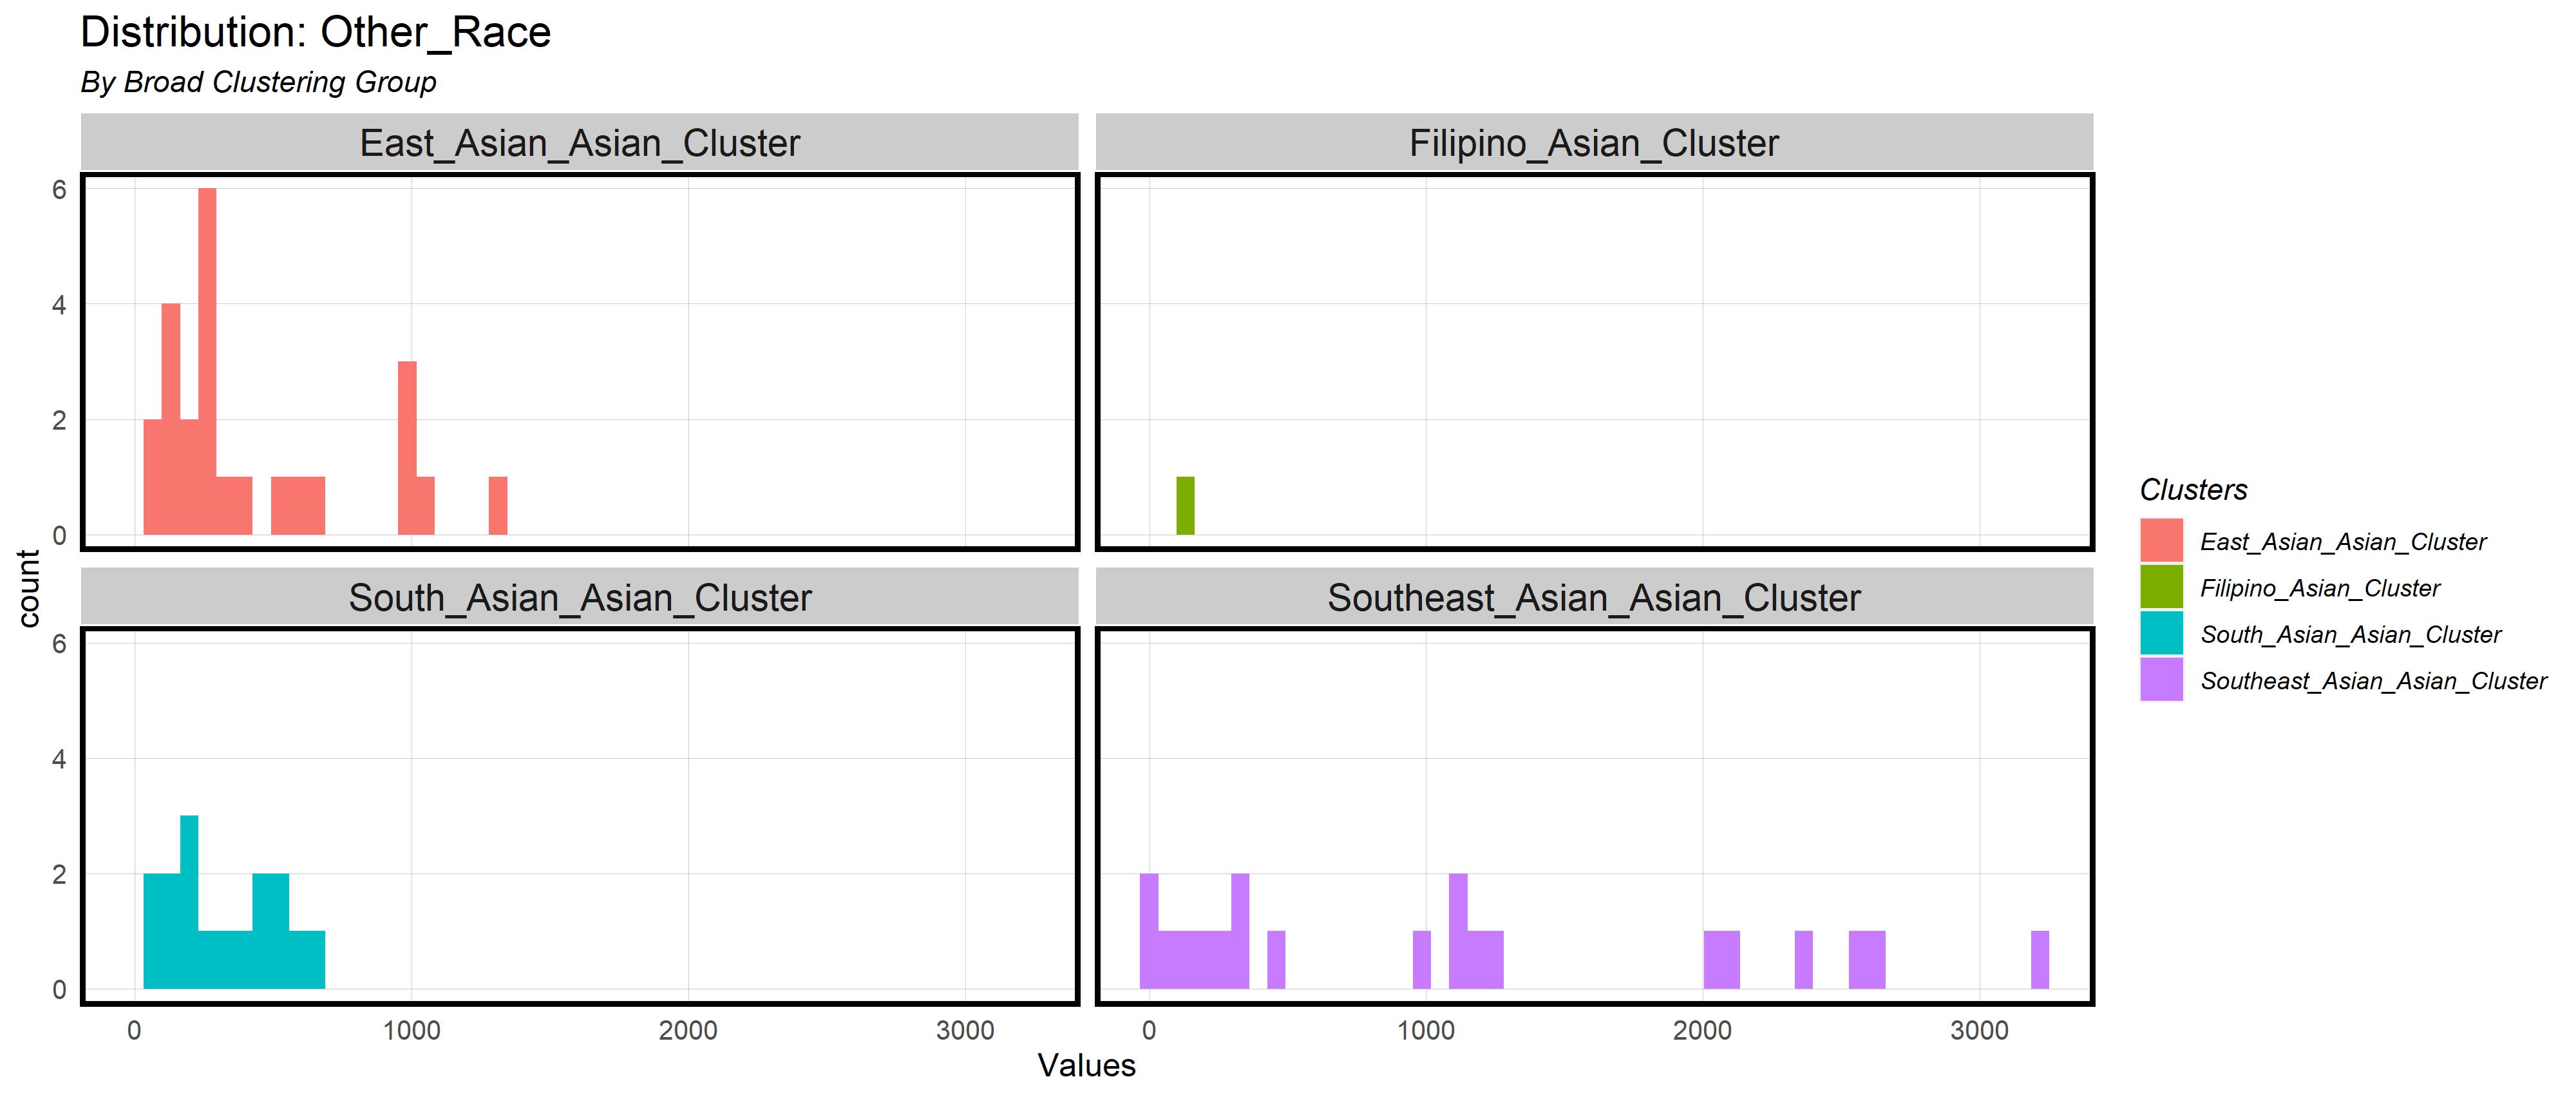 Distribution: Other_Race
By Broad Clustering Group
East_Asian_Asian_Cluster
Filipino_Asian_Cluster
6
4
2
0
South_Asian_Asian_Cluster
Southeast_Asian_Asian_Cluster
6
4
2
0
count
0 1000 2000 3000
0 1000 2000 3000
Values
Clusters
East_Asian_Asian_Cluster
Filipino_Asian_Cluster
South_Asian_Asian_Cluster
Southeast_Asian_Asian_Cluster